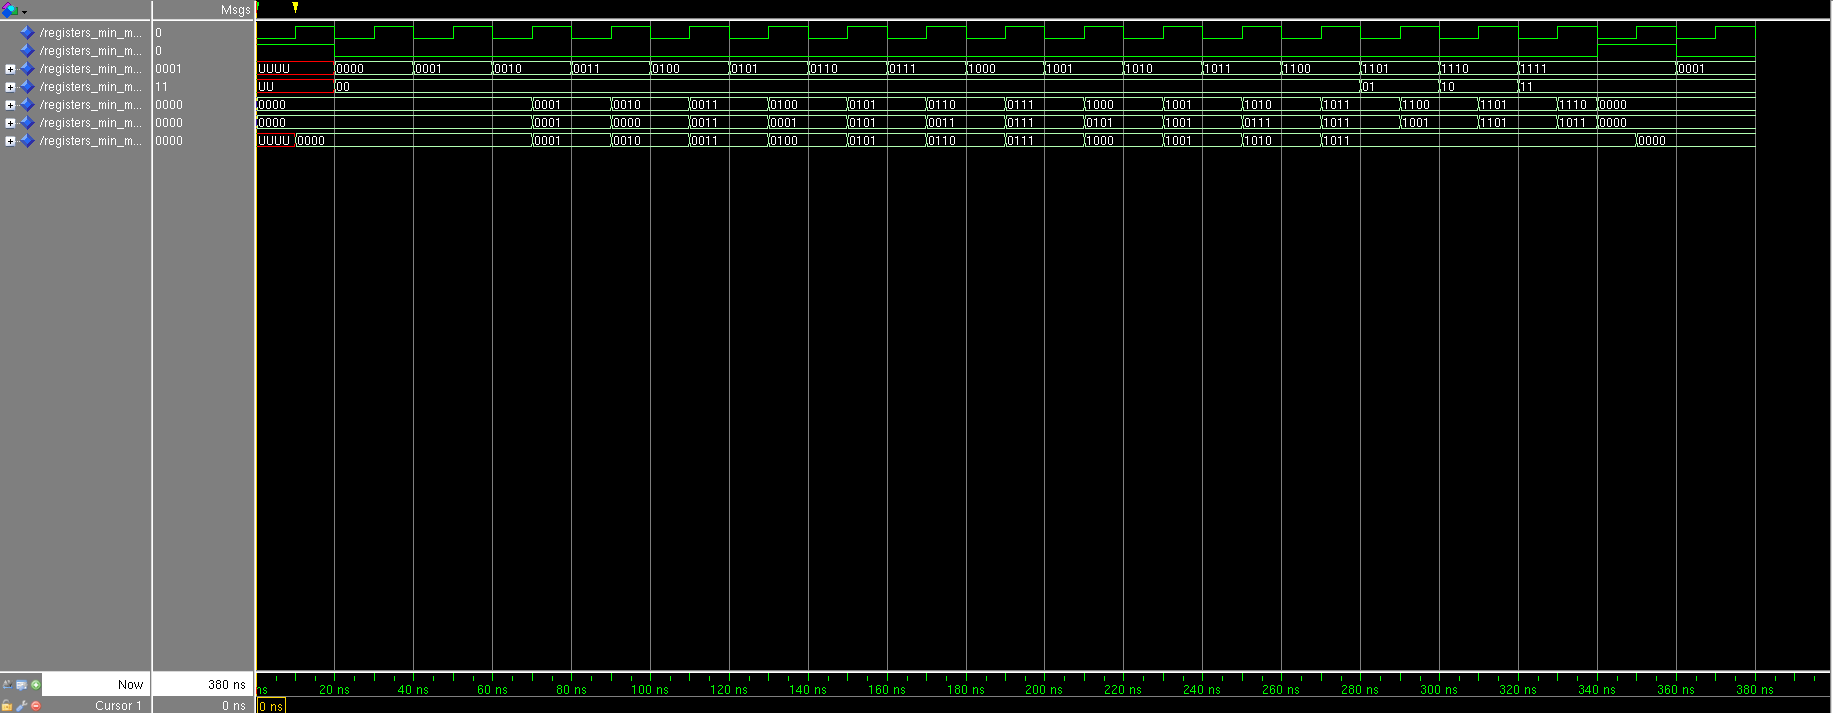 Msgs
/registers_min_m... 0
/registers_min_m... 0
/registers_min_m... 0001 UUUU 0000 0001 0010 0011 0100 0101 0110 0111 1000 1001 1010 1011 1100 1101 1110 1111 0001
/registers_min_m... 11 UU 00 01 10 11
/registers_min_m... 0000 0000 0001 0010 0011 0100 0101 0110 0111 1000 1001 1010 1011 1100 1101 1110 0000
/registers_min_m... 0000 0000 0001 0000 0011 0001 0101 0011 0111 0101 1001 0111 1011 1001 1101 1011 0000
/registers_min_m... 0000 UUUU 0000 0001 0010 0011 0100 0101 0110 0111 1000 1001 1010 1011 0000
Now 380 ns ns 20 ns 40 ns 60 ns 80 ns 100 ns 120 ns 140 ns 160 ns 180 ns 200 ns 220 ns 240 ns 260 ns 280 ns 300 ns 320 ns 340 ns 360 ns 380 ns
Cursor 1 0 ns 0 ns